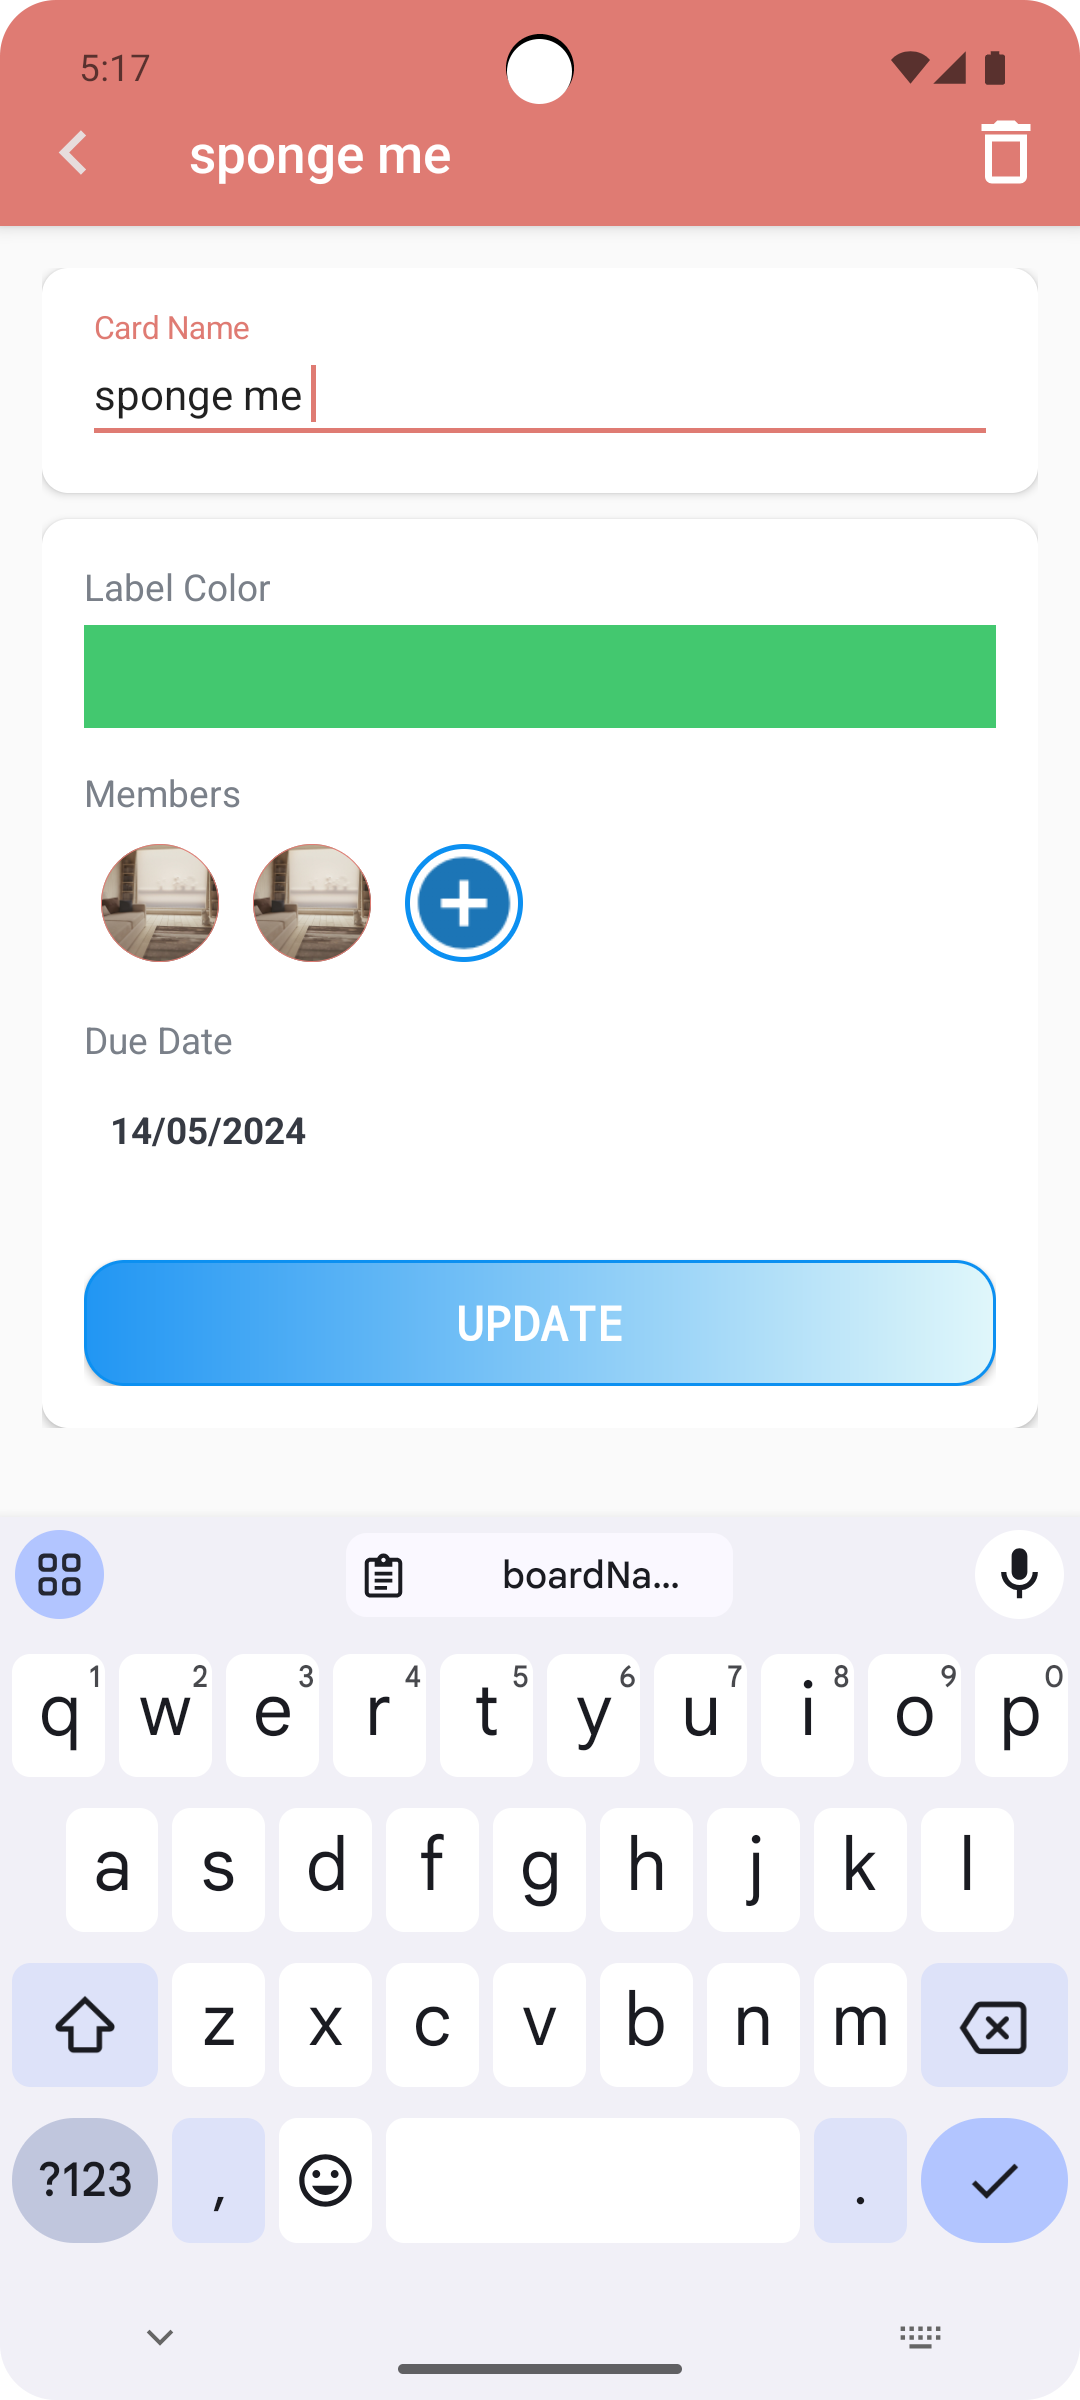 5:17
sponge me
Card Name
sponge me
Label Color
Members
Due Date
14/05/2024
UPDATE
boardNa...
q1 w2 e3 r4 t5 y6 u7 i8 o9 p0
a s d f g h j k l
z x c v b n m
?123 , .